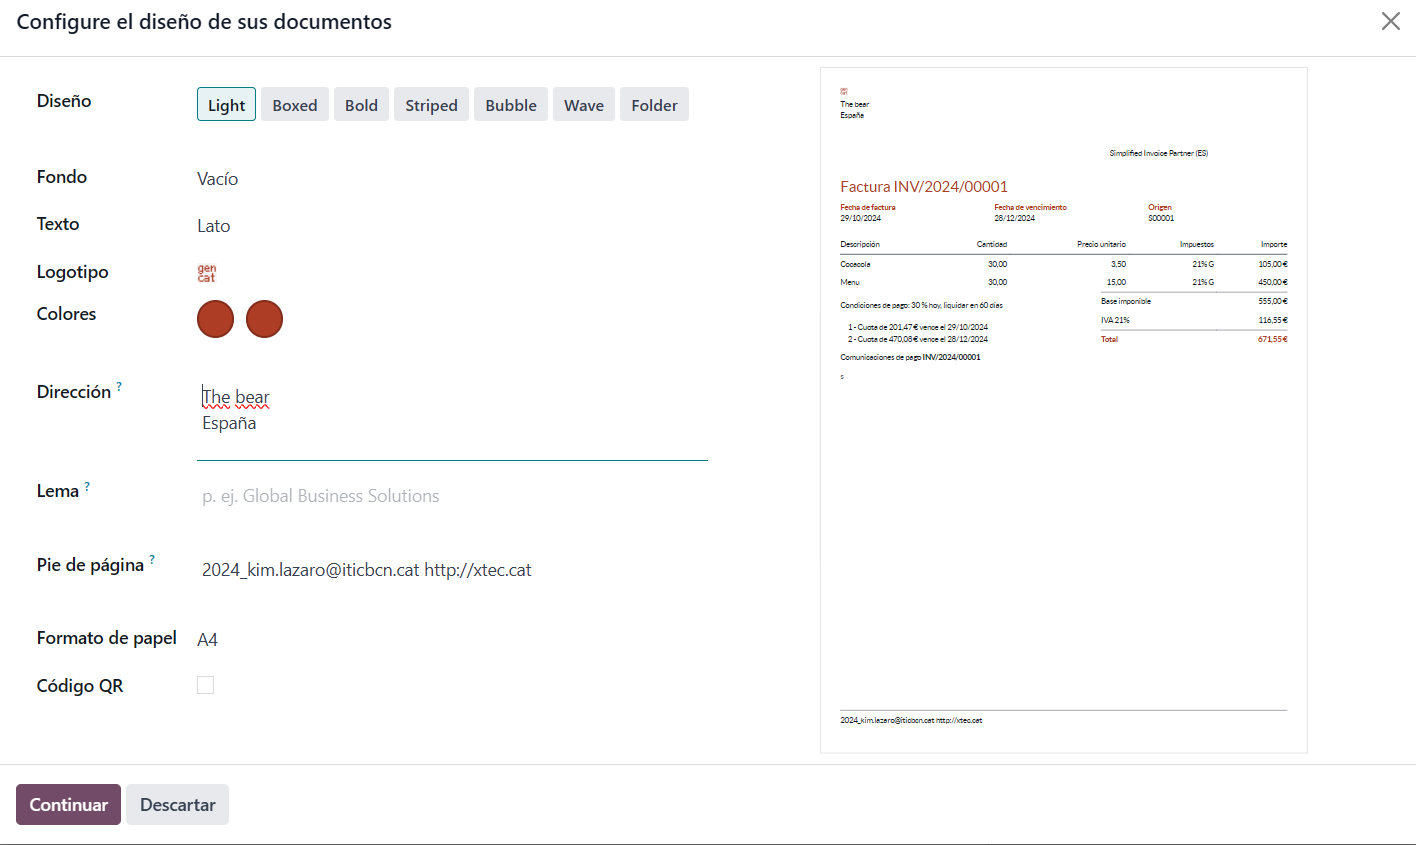 Configure el diseño de sus documentos
Diseño
Light Boxed Bold Striped Bubble Wave Folder
Fondo
Vacío
Texto
Lato
Logotipo
gen
cat
Colores
Dirección ?
The bear
España
Lema ?
p. ej. Global Business Solutions
Pie de página ?
2024_kim.lazaro@iticbcn.cat http://xtec.cat
Formato de papel
A4
Código QR
Continuar Descartar
gen
cat
The bear
España
Simplified Invoice Partner (ES)
Factura INV/2024/00001
Fecha de factura Fecha de vencimiento Origen
29/10/2024 28/12/2024 S00001
Descripción Cantidad Precio unitario Impuestos Importe
Cocacola 30,00 3,50 21% G 105,00 €
Menu 30,00 15,00 21% G 450,00 €
Base imponible 555,00 €
IVA 21% 116,55 €
Total 671,55 €
Condiciones de pago: 30 % hoy, liquidar en 60 días
1 - Cuota de 201,47 € vence el 29/10/2024
2 - Cuota de 470,08 € vence el 28/12/2024
Comunicaciones de pago INV/2024/00001
s
2024_kim.lazaro@iticbcn.cat http://xtec.cat